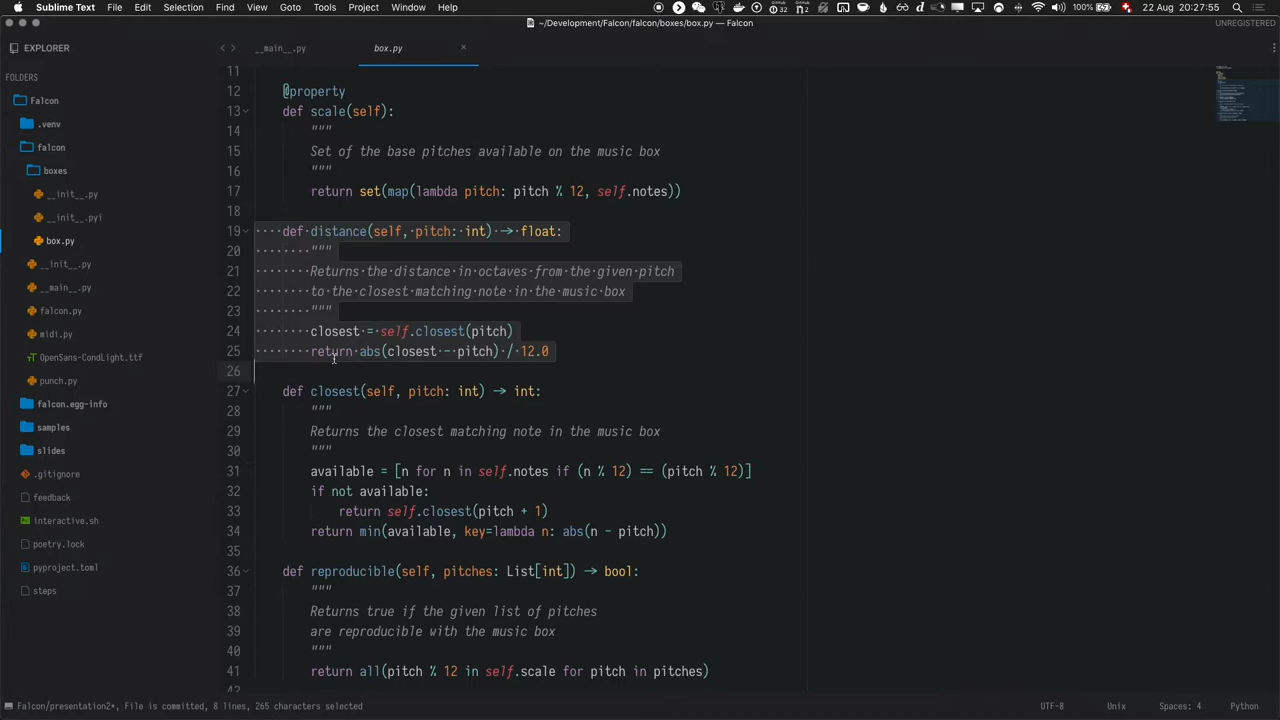 Sublime Text File Edit Selection Find View Goto Tools Project Window Help 100% 22 Aug 20:27:55
~/Development/Falcon/falcon/boxes/box.py — Falcon UNREGISTERED
EXPLORER
__main__.py box.py
FOLDERS
Falcon
.venv
falcon
boxes
__init__.py
__init__.pyi
box.py
__init__.py
__main__.py
falcon.py
midi.py
OpenSans-CondLight.ttf
punch.py
falcon.egg-info
samples
slides
.gitignore
feedback
interactive.sh
poetry.lock
pyproject.toml
steps
11
12 @property
13 def scale(self):
14 """
15 Set of the base pitches available on the music box
16 """
17 return set(map(lambda pitch: pitch % 12, self.notes))
18
19 def distance(self, pitch: int) → float:
20 """
21 Returns the distance in octaves from the given pitch
22 to the closest matching note in the music box
23 """
24 closest = self.closest(pitch)
25 return abs(closest - pitch) / 12.0
26
27 def closest(self, pitch: int) → int:
28 """
29 Returns the closest matching note in the music box
30 """
31 available = [n for n in self.notes if (n % 12) == (pitch % 12)]
32 if not available:
33 return self.closest(pitch + 1)
34 return min(available, key=lambda n: abs(n - pitch))
35
36 def reproducible(self, pitches: List[int]) → bool:
37 """
38 Returns true if the given list of pitches
39 are reproducible with the music box
40 """
41 return all(pitch % 12 in self.scale for pitch in pitches)
42
Falcon/presentation2*, File is committed, 8 lines, 265 characters selected UTF-8 Unix Spaces: 4 Python